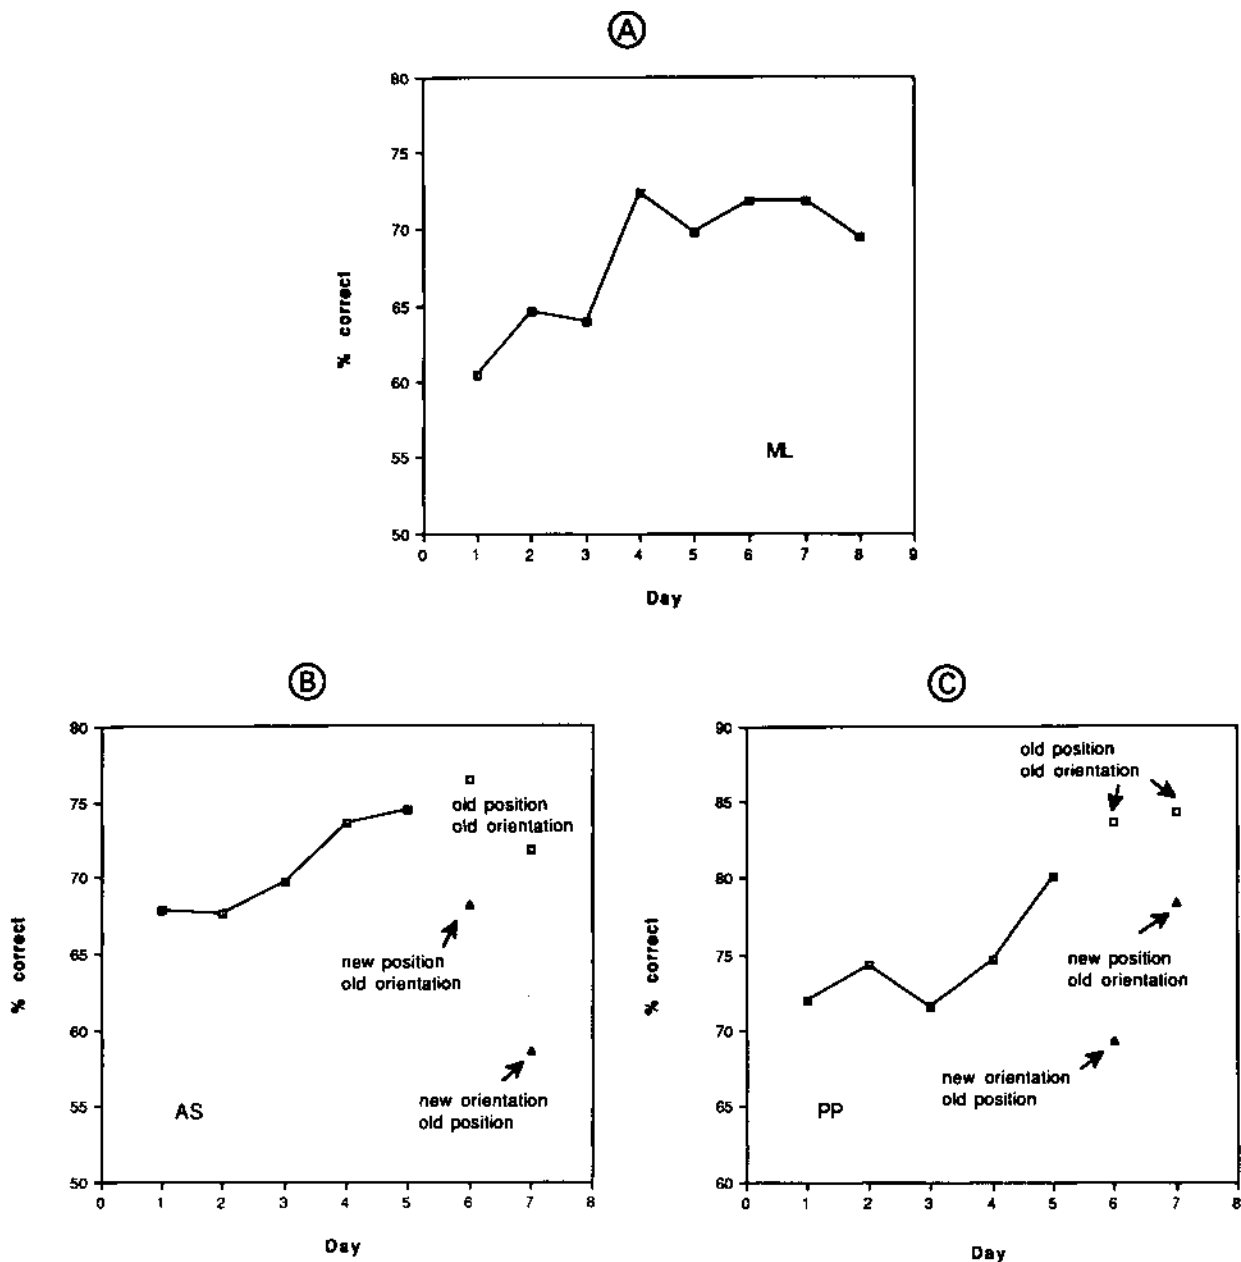 A
80
75
70
65
60
55
50
% correct
ML
0 1 2 3 4 5 6 7 8 9
Day
B
80
75
70
65
60
55
50
% correct
old position
old orientation
new position
old orientation
new orientation
old position
AS
0 1 2 3 4 5 6 7 8
Day
C
90
85
80
75
70
65
60
% correct
old position
old orientation
new position
old orientation
new orientation
old position
PP
0 1 2 3 4 5 6 7 8
Day